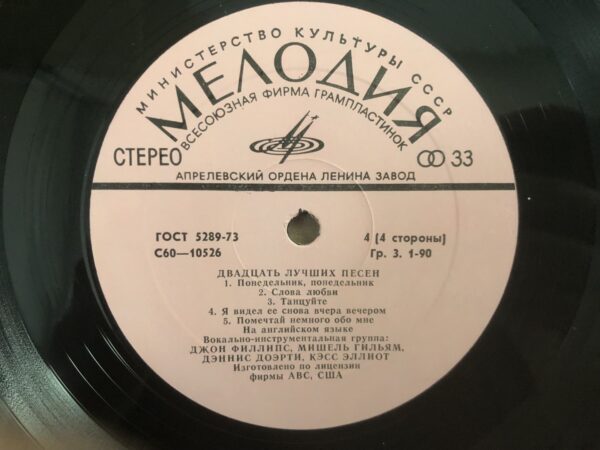 МИНИСТЕРСТВО КУЛЬТУРЫ СССР
МЕЛОДИЯ
ВСЕСОЮЗНАЯ ФИРМА ГРАМПЛАСТИНОК
СТЕРЕО 33
АПРЕЛЕВСКИЙ ОРДЕНА ЛЕНИНА ЗАВОД
ГОСТ 5289-73 4 (4 стороны)
С60—10526 Гр. 3. 1-90
ДВАДЦАТЬ ЛУЧШИХ ПЕСЕН
1. Понедельник, понедельник
2. Слова любви
3. Танцуйте
4. Я видел ее снова вчера вечером
5. Помечтай немного обо мне
На английском языке
Вокально-инструментальная группа:
ДЖОН ФИЛЛИПС, МИШЕЛЬ ГИЛЬЯМ,
ДЭННИС ДОЭРТИ, КЭСС ЭЛЛИОТ
Изготовлено по лицензии
фирмы АВС, США